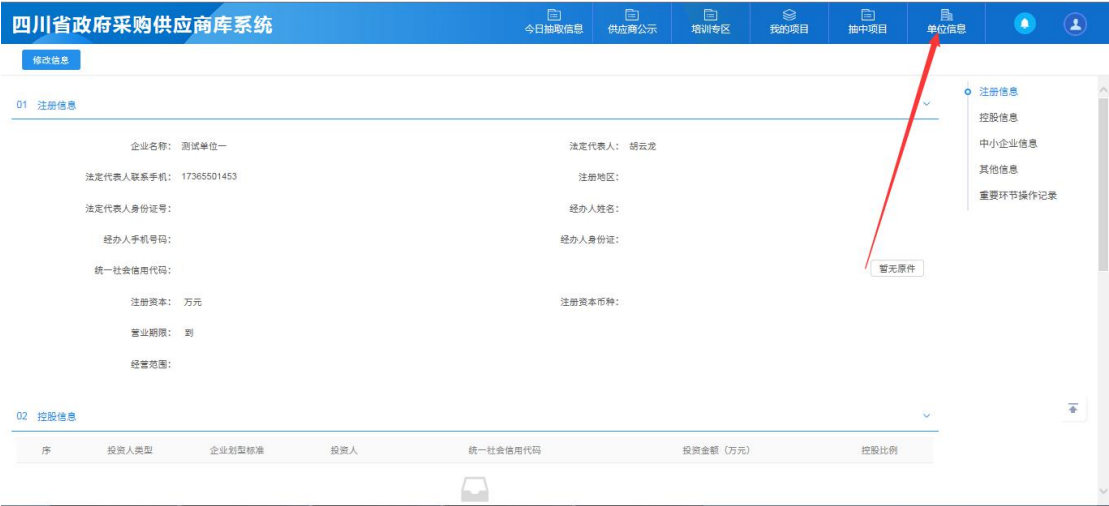 四川省政府采购供应商库系统
今日抽取信息 供应商公示 培训专区 我的项目 抽中项目 单位信息
修改信息
01 注册信息
企业名称： 测试单位一 法定代表人： 胡云龙
法定代表人联系手机： 17365501453 注册地区：
法定代表人身份证号： 经办人姓名：
经办人手机号码： 经办人身份证：
统一社会信用代码： 暂无原件
注册资本： 万元 注册资本币种：
营业期限： 到
经营范围：
02 控股信息
序 投资人类型 企业划型标准 投资人 统一社会信用代码 投资金额（万元） 控股比例
注册信息
控股信息
中小企业信息
其他信息
重要环节操作记录